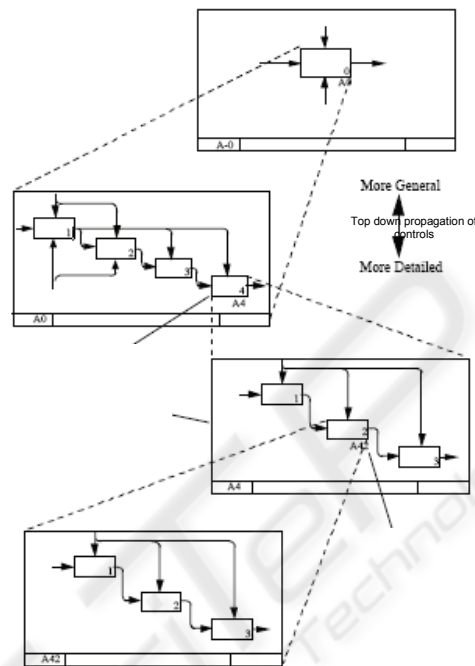 0
A0
A-0
More General
Top down propagation of
controls
More Detailed
1
2
3
4
A4
A0
1
2
A42
3
A4
1
2
3
A42
Technol